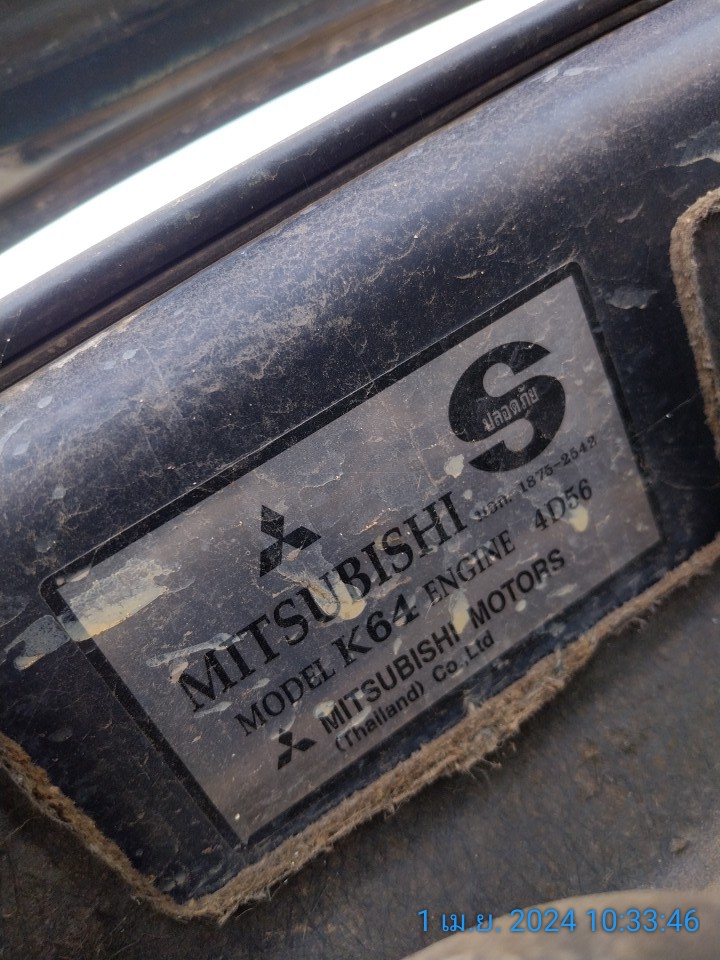 S
ปลอดภัย
มอก. 1875-2542
MITSUBISHI
MODEL K64 ENGINE 4D56
MITSUBISHI MOTORS
(Thailand) Co.,Ltd
1 เม.ย. 2024 10:33:46